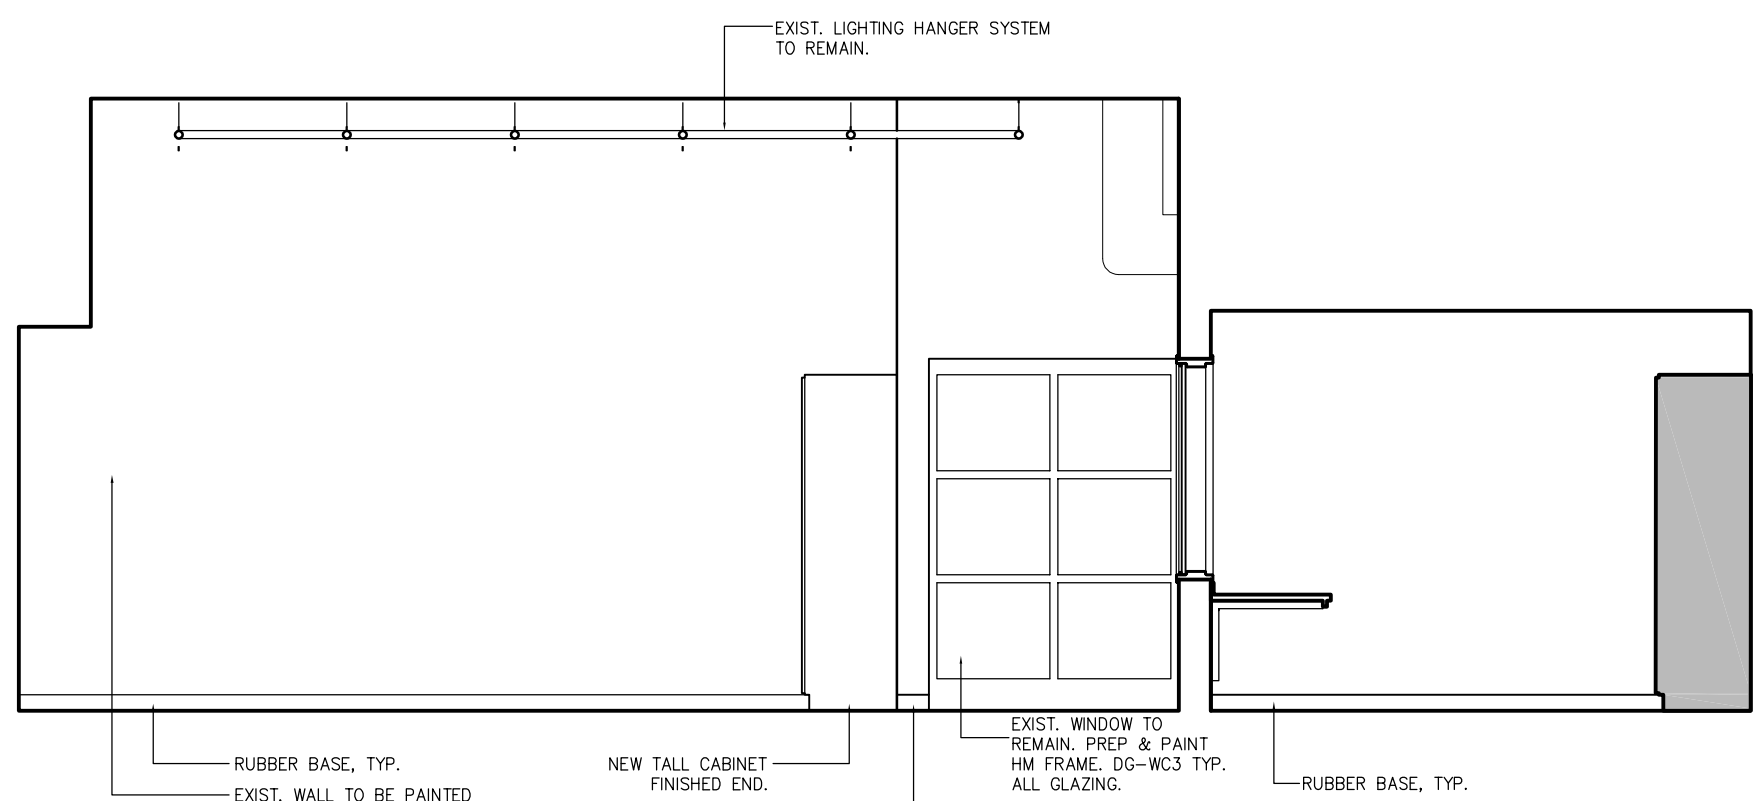 EXIST. LIGHTING HANGER SYSTEM
TO REMAIN.
RUBBER BASE, TYP.
EXIST. WALL TO BE PAINTED
NEW TALL CABINET
FINISHED END.
EXIST. WINDOW TO
REMAIN. PREP & PAINT
HM FRAME. DG-WC3 TYP.
ALL GLAZING.
RUBBER BASE, TYP.